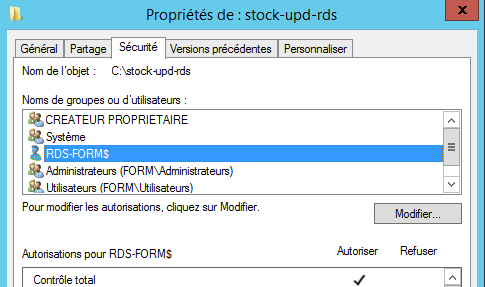 Propriétés de : stock-upd-rds
Général Partage Sécurité Versions précédentes Personnaliser
Nom de l'objet : C:\stock-upd-rds
Noms de groupes ou d'utilisateurs :
CREATEUR PROPRIETAIRE
Système
RDS-FORM$
Administrateurs (FORM\Administrateurs)
Utilisateurs (FORM\Utilisateurs)
Pour modifier les autorisations, cliquez sur Modifier.
Modifier...
Autorisations pour RDS-FORM$ Autoriser Refuser
Contrôle total